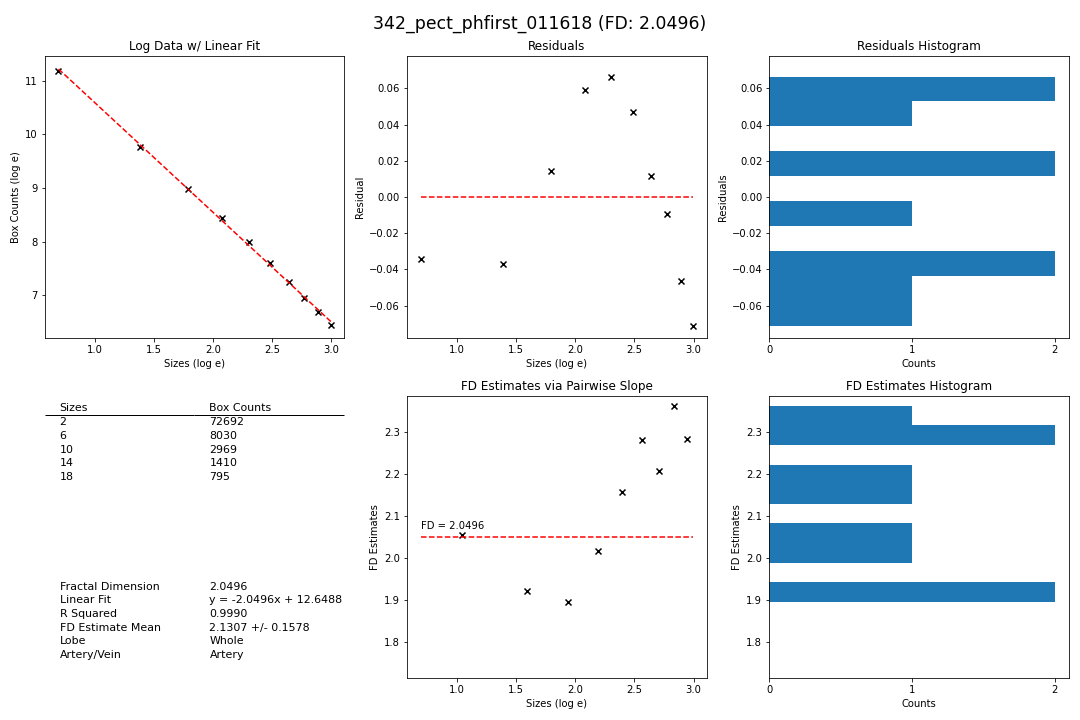 342_pect_phfirst_011618 (FD: 2.0496)
Log Data w/ Linear Fit
Box Counts (log e)
11
10
9
8
7
1.0 1.5 2.0 2.5 3.0
Sizes (log e)
Residuals
Residual
0.06
0.04
0.02
0.00
−0.02
−0.04
−0.06
1.0 1.5 2.0 2.5 3.0
Sizes (log e)
Residuals Histogram
Residuals
0.06
0.04
0.02
0.00
−0.02
−0.04
−0.06
0 1 2
Counts
Sizes Box Counts
2 72692
6 8030
10 2969
14 1410
18 795
Fractal Dimension 2.0496
Linear Fit y = -2.0496x + 12.6488
R Squared 0.9990
FD Estimate Mean 2.1307 +/- 0.1578
Lobe Whole
Artery/Vein Artery
FD Estimates via Pairwise Slope
FD Estimates
2.3
2.2
2.1
2.0
1.9
1.8
FD = 2.0496
1.0 1.5 2.0 2.5 3.0
Sizes (log e)
FD Estimates Histogram
FD Estimates
2.3
2.2
2.1
2.0
1.9
1.8
0 1 2
Counts